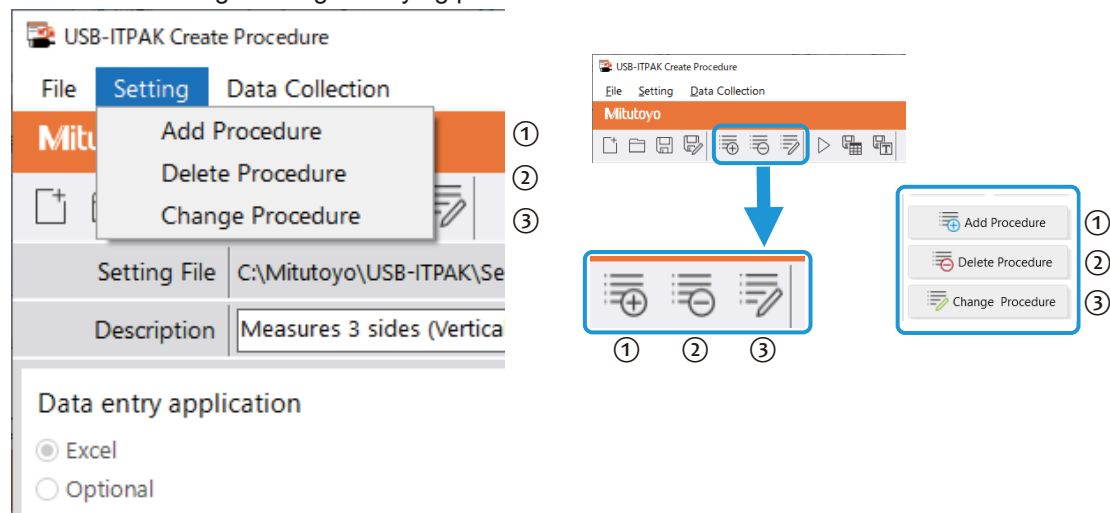 USB-ITPAK Create Procedure
File Setting Data Collection
Add Procedure ①
Delete Procedure ②
Change Procedure ③
Setting File C:\Mitutoyo\USB-ITPAK\Se
Description Measures 3 sides (Vertica
Data entry application
Excel
Optional
USB-ITPAK Create Procedure
File Setting Data Collection
Mitutoyo
① ② ③
Add Procedure ①
Delete Procedure ②
Change Procedure ③